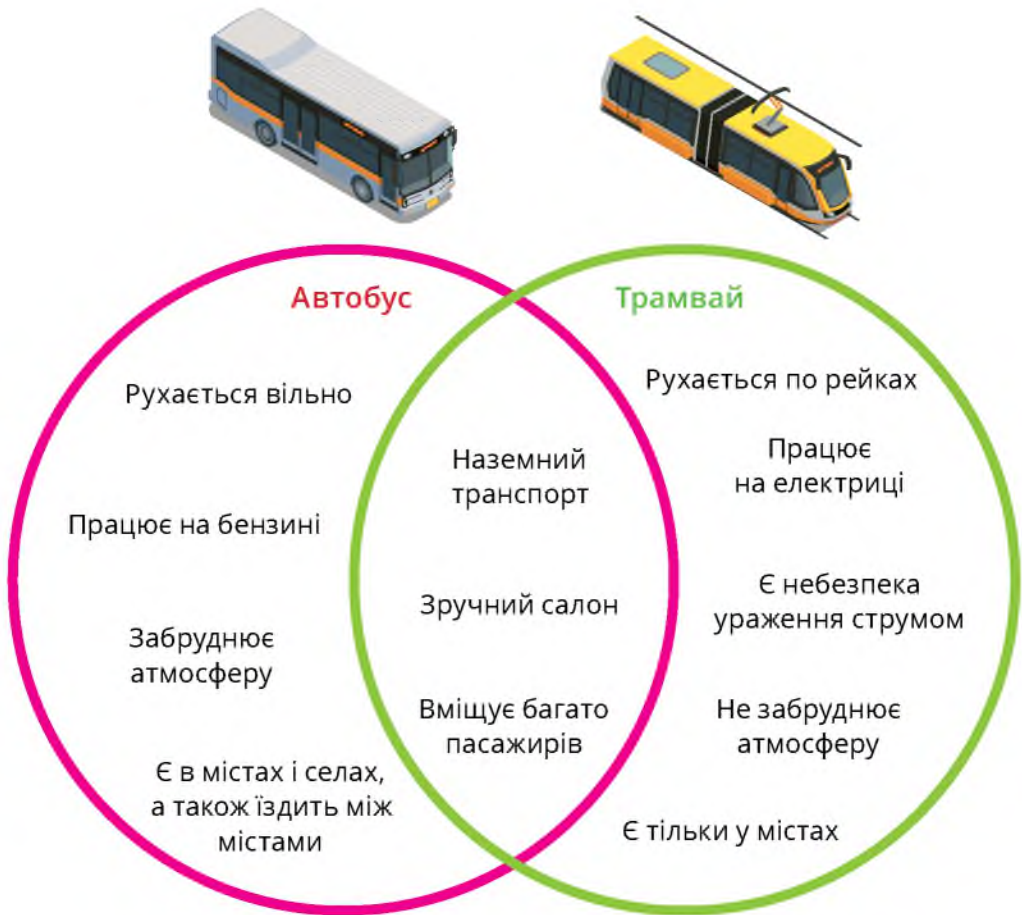 Автобус
Рухається вільно
Працює на бензині
Забруднює
атмосферу
Є в містах і селах,
а також їздить між
містами
Наземний
транспорт
Зручний салон
Вміщує багато
пасажирів
Трамвай
Рухається по рейках
Працює
на електриці
Є небезпека
ураження струмом
Не забруднює
атмосферу
Є тільки у містах